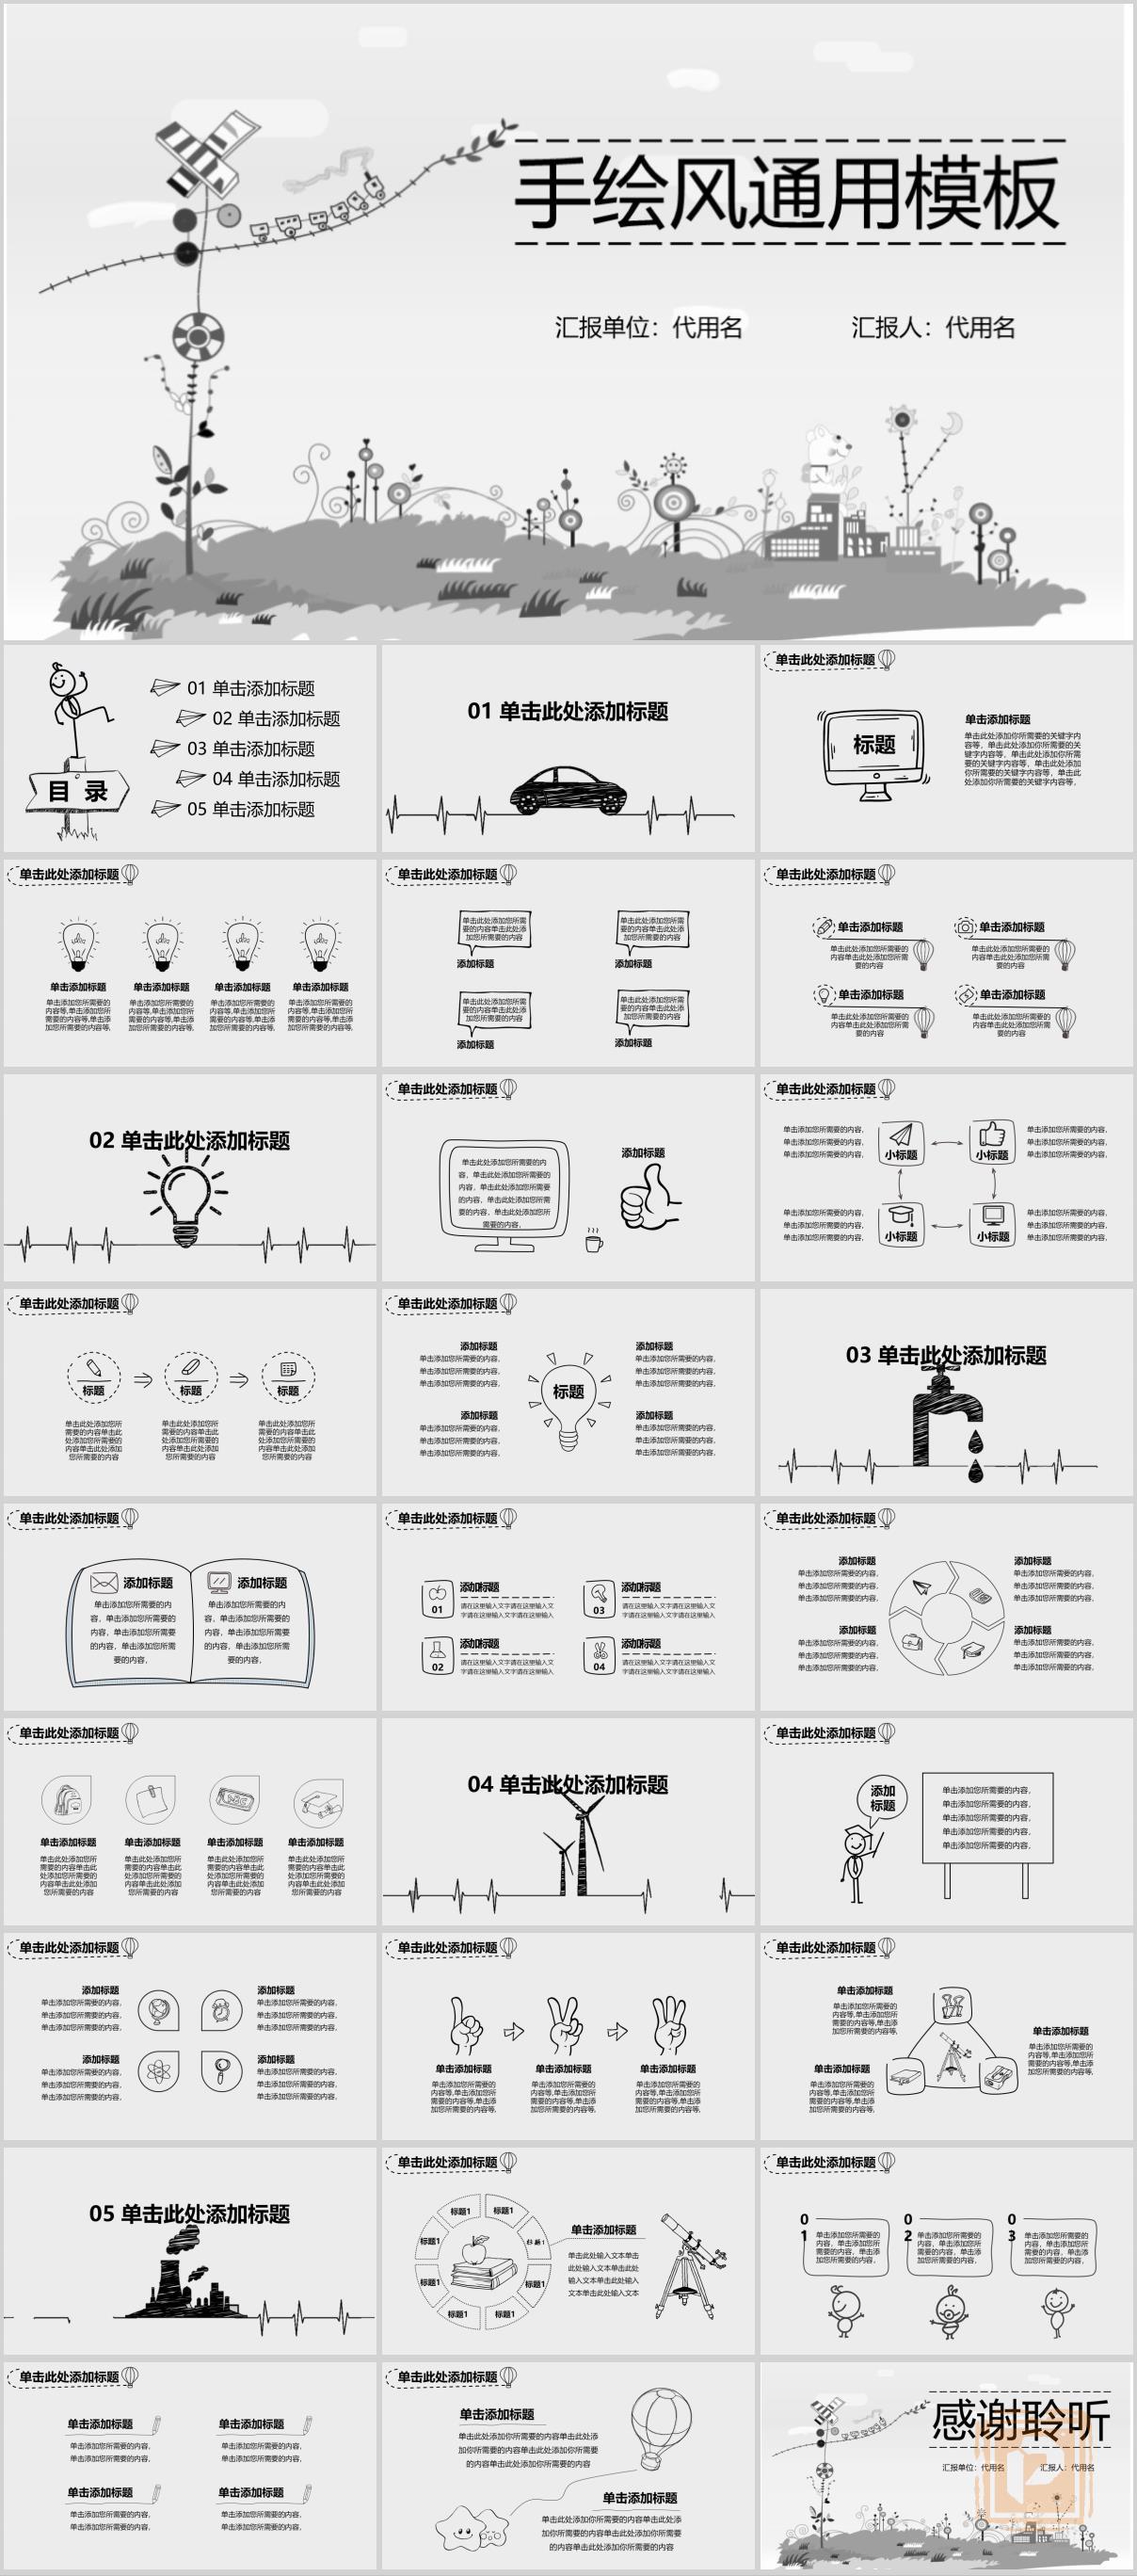 手绘风通用模板
汇报单位：代用名
汇报人：代用名
目 录
01 单击添加标题
02 单击添加标题
03 单击添加标题
04 单击添加标题
05 单击添加标题
01 单击此处添加标题
单击此处添加标题
标题
单击添加标题
单击此处添加你所需要的关键字内
容等，单击此处添加你所需要的关
键字内容等，单击此处添加你所需
要的关键字内容等，单击此处添加
你所需要的关键字内容等，单击此
处添加你所需要的关键字内容等，
单击此处添加标题
单击添加标题
单击添加您所需要的
内容等,单击添加您所
需要的内容等,单击添
加您所需要的内容等,
单击添加标题
单击添加您所需要的
内容等,单击添加您所
需要的内容等,单击添
加您所需要的内容等,
单击添加标题
单击添加您所需要的
内容等,单击添加您所
需要的内容等,单击添
加您所需要的内容等,
单击添加标题
单击添加您所需要的
内容等,单击添加您所
需要的内容等,单击添
加您所需要的内容等,
单击此处添加标题
单击此处添加您所需
要的内容单击此处添
加您所需要的内容
添加标题
单击此处添加您所需
要的内容单击此处添
加您所需要的内容
添加标题
单击此处添加您所需
要的内容单击此处添
加您所需要的内容
添加标题
单击此处添加您所需
要的内容单击此处添
加您所需要的内容
添加标题
单击此处添加标题
单击添加标题
单击此处添加您所需要的
内容单击此处添加您所需
要的内容
单击添加标题
单击此处添加您所需要的
内容单击此处添加您所需
要的内容
单击添加标题
单击此处添加您所需要的
内容单击此处添加您所需
要的内容
单击添加标题
单击此处添加您所需要的
内容单击此处添加您所需
要的内容
02 单击此处添加标题
单击此处添加标题
单击此处添加您所需要的内
容，单击此处添加您所需要的
内容，单击此处添加您所需要
的内容，单击此处添加您所需
要的内容，单击此处添加您所
需要的内容，
添加标题
单击此处添加标题
单击添加您所需要的内容,
单击添加您所需要的内容,
单击添加您所需要的内容,
小标题
小标题
单击添加您所需要的内容,
单击添加您所需要的内容,
单击添加您所需要的内容,
单击添加您所需要的内容,
单击添加您所需要的内容,
单击添加您所需要的内容,
小标题
小标题
单击添加您所需要的内容,
单击添加您所需要的内容,
单击添加您所需要的内容,
单击此处添加标题
标题
标题
标题
单击此处添加您所
需要的内容单击此
处添加您所需要的
内容单击此处添加
您所需要的内容
单击此处添加您所
需要的内容单击此
处添加您所需要的
内容单击此处添加
您所需要的内容
单击此处添加您所
需要的内容单击此
处添加您所需要的
内容单击此处添加
您所需要的内容
单击此处添加标题
添加标题
单击添加您所需要的内容,
单击添加您所需要的内容,
单击添加您所需要的内容,
添加标题
单击添加您所需要的内容,
单击添加您所需要的内容,
单击添加您所需要的内容,
标题
添加标题
单击添加您所需要的内容,
单击添加您所需要的内容,
单击添加您所需要的内容,
添加标题
单击添加您所需要的内容,
单击添加您所需要的内容,
单击添加您所需要的内容,
03 单击此处添加标题
单击此处添加标题
添加标题
单击此处添加您所需要的内
容，单击添加您所需要的内
容，单击添加您所需要的
的内容，单击添加您所需
要的内容，
添加标题
单击此处添加您所需要的内
容，单击添加您所需要的
内容，单击添加您所需要
的内容，单击添加您所需
要的内容，
单击此处添加标题
01
添加标题
请在这里输入文字请在这里输入文
字请在这里输入文字请在这里输入
03
添加标题
请在这里输入文字请在这里输入文
字请在这里输入文字请在这里输入
02
添加标题
请在这里输入文字请在这里输入文
字请在这里输入文字请在这里输入
04
添加标题
请在这里输入文字请在这里输入文
字请在这里输入文字请在这里输入
单击此处添加标题
添加标题
单击添加您所需要的内容,
单击添加您所需要的内容,
单击添加您所需要的内容,
添加标题
单击添加您所需要的内容,
单击添加您所需要的内容,
单击添加您所需要的内容,
添加标题
单击添加您所需要的内容,
单击添加您所需要的内容,
单击添加您所需要的内容,
添加标题
单击添加您所需要的内容,
单击添加您所需要的内容,
单击添加您所需要的内容,
单击此处添加标题
单击添加标题
单击此处添加您所
需要的内容单击此
处添加您所需要的
内容单击此处添加
您所需要的内容
单击添加标题
单击此处添加您所
需要的内容单击此
处添加您所需要的
内容单击此处添加
您所需要的内容
单击添加标题
单击此处添加您所
需要的内容单击此
处添加您所需要的
内容单击此处添加
您所需要的内容
单击添加标题
单击此处添加您所
需要的内容单击此
处添加您所需要的
内容单击此处添加
您所需要的内容
04 单击此处添加标题
单击此处添加标题
添加
标题
单击添加您所需要的内容,
单击添加您所需要的内容,
单击添加您所需要的内容,
单击添加您所需要的内容,
单击添加您所需要的内容,
单击此处添加标题
添加标题
单击添加您所需要的内容,
单击添加您所需要的内容,
单击添加您所需要的内容,
添加标题
单击添加您所需要的内容,
单击添加您所需要的内容,
单击添加您所需要的内容,
添加标题
单击添加您所需要的内容,
单击添加您所需要的内容,
单击添加您所需要的内容,
添加标题
单击添加您所需要的内容,
单击添加您所需要的内容,
单击添加您所需要的内容,
单击此处添加标题
单击添加标题
单击添加您所需要的
内容等,单击添加您所
需要的内容等,单击添
加您所需要的内容等,
单击添加标题
单击添加您所需要的
内容等,单击添加您所
需要的内容等,单击添
加您所需要的内容等,
单击添加标题
单击添加您所需要的
内容等,单击添加您所
需要的内容等,单击添
加您所需要的内容等,
单击此处添加标题
单击添加标题
单击添加您所需要的
内容等,单击添加您所
需要的内容等,单击添
加您所需要的内容等,
单击添加标题
单击添加您所需要的
内容等,单击添加您所
需要的内容等,单击添
加您所需要的内容等,
单击添加标题
单击添加您所需要的
内容等,单击添加您所
需要的内容等,单击添
加您所需要的内容等,
05 单击此处添加标题
单击此处添加标题
标题1
标题1
标题1
标题1
标题1
标题1
标题1
标题1
单击添加标题
单击此处输入文本单击
此处输入文本单击此处
输入文本单击此处输入
文本单击此处输入文本
单击此处添加标题
0
1
单击添加您所需要的
内容，单击添加您所
需要的内容，单击添
加您所需要的内容，
0
2
单击添加您所需要的
内容，单击添加您所
需要的内容，单击添
加您所需要的内容，
0
3
单击添加您所需要的
内容，单击添加您所
需要的内容，单击添
加您所需要的内容，
单击此处添加标题
单击添加标题
单击添加您所需要的内容,
单击添加您所需要的内容,
单击添加标题
单击添加您所需要的内容,
单击添加您所需要的内容,
单击添加标题
单击添加您所需要的内容,
单击添加您所需要的内容,
单击添加标题
单击添加您所需要的内容,
单击添加您所需要的内容,
单击此处添加标题
单击添加标题
单击此处添加你所需要的内容单击此处添
加你所需要的内容单击此处添加你所需要
的内容单击此处添加你所需要的内容
单击添加标题
单击此处添加你所需要的内容单击此处添
加你所需要的内容单击此处添加你所需要
的内容单击此处添加你所需要的内容
感谢聆听
汇报单位：代用名
汇报人：代用名